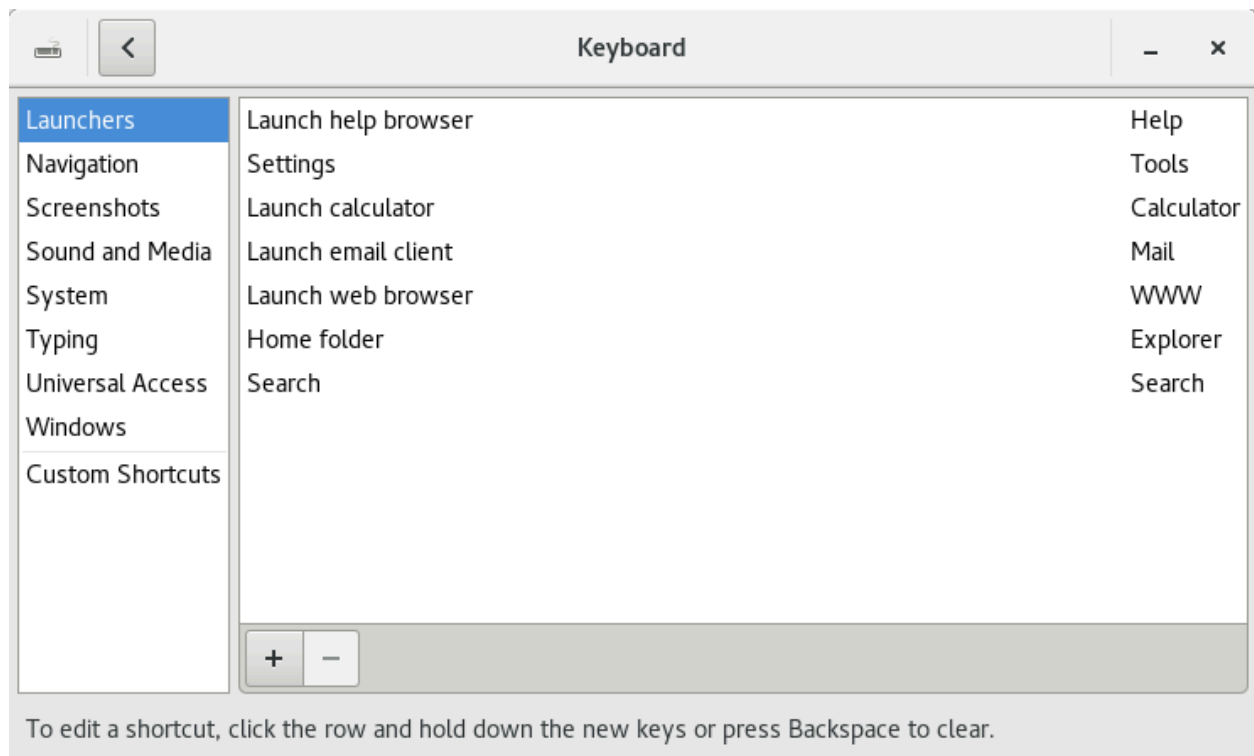 Keyboard
Launchers
Navigation
Screenshots
Sound and Media
System
Typing
Universal Access
Windows
Custom Shortcuts
Launch help browser Help
Settings Tools
Launch calculator Calculator
Launch email client Mail
Launch web browser WWW
Home folder Explorer
Search Search
To edit a shortcut, click the row and hold down the new keys or press Backspace to clear.